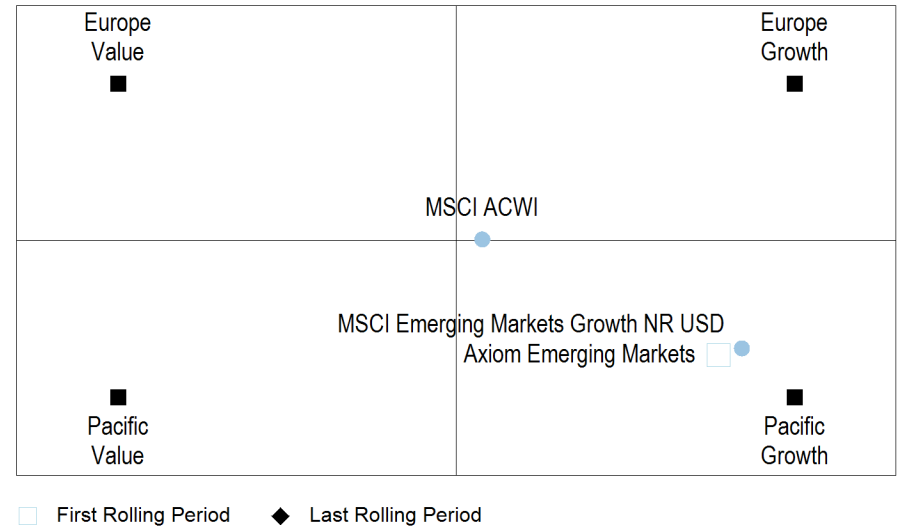 Europe
Value
Europe
Growth
MSCI ACWI
MSCI Emerging Markets Growth NR USD
Axiom Emerging Markets
Pacific
Value
Pacific
Growth
First Rolling Period
Last Rolling Period